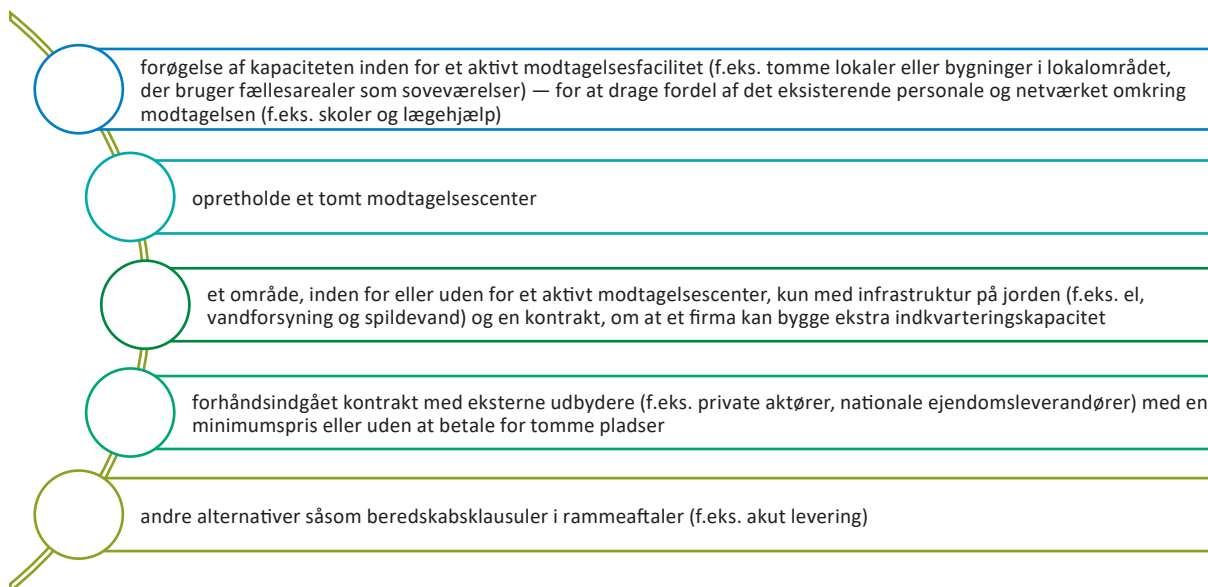 forøgelse af kapaciteten inden for et aktivt modtagelsesfacilitet (f.eks. tomme lokaler eller bygninger i lokalområdet,
der bruger fællesarealer som soveværelser) — for at drage fordel af det eksisterende personale og netværket omkring
modtagelsen (f.eks. skoler og lægehjælp)
opretholde et tomt modtagelsescenter
et område, inden for eller uden for et aktivt modtagelsescenter, kun med infrastruktur på jorden (f.eks. el,
vandforsyning og spildevand) og en kontrakt, om at et firma kan bygge ekstra indkvarteringskapacitet
forhåndsindgået kontrakt med eksterne udbydere (f.eks. private aktører, nationale ejendomsleverandører) med en
minimumspris eller uden at betale for tomme pladser
andre alternativer såsom beredskabsklausuler i rammeaftaler (f.eks. akut levering)